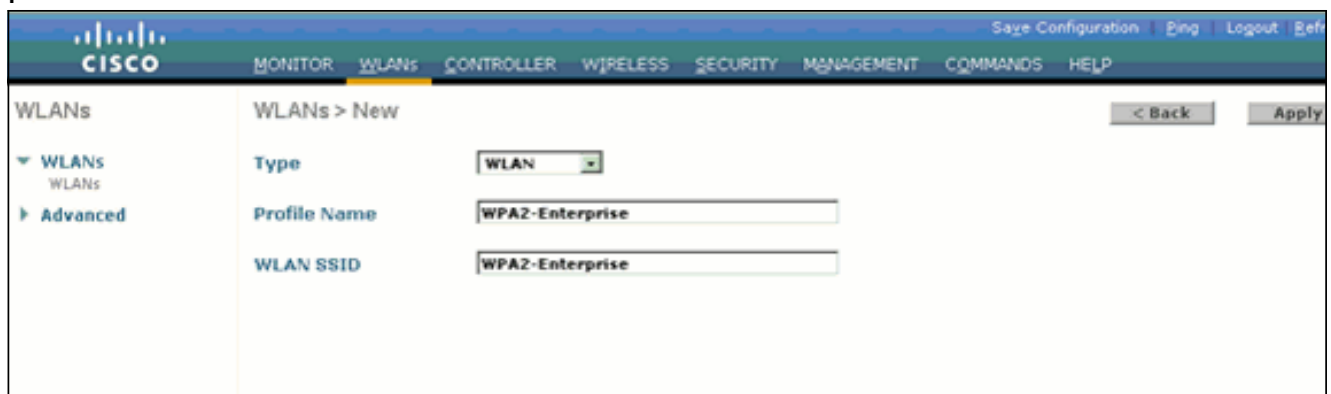 Save Configuration Ping Logout Refr
CISCO MONITOR WLANs CONTROLLER WIRELESS SECURITY MANAGEMENT COMMANDS HELP
WLANs
WLANs > New
< Back
Apply
WLANs
Type
WLAN
WLANs
Advanced
Profile Name
WPA2-Enterprise
WLAN SSID
WPA2-Enterprise